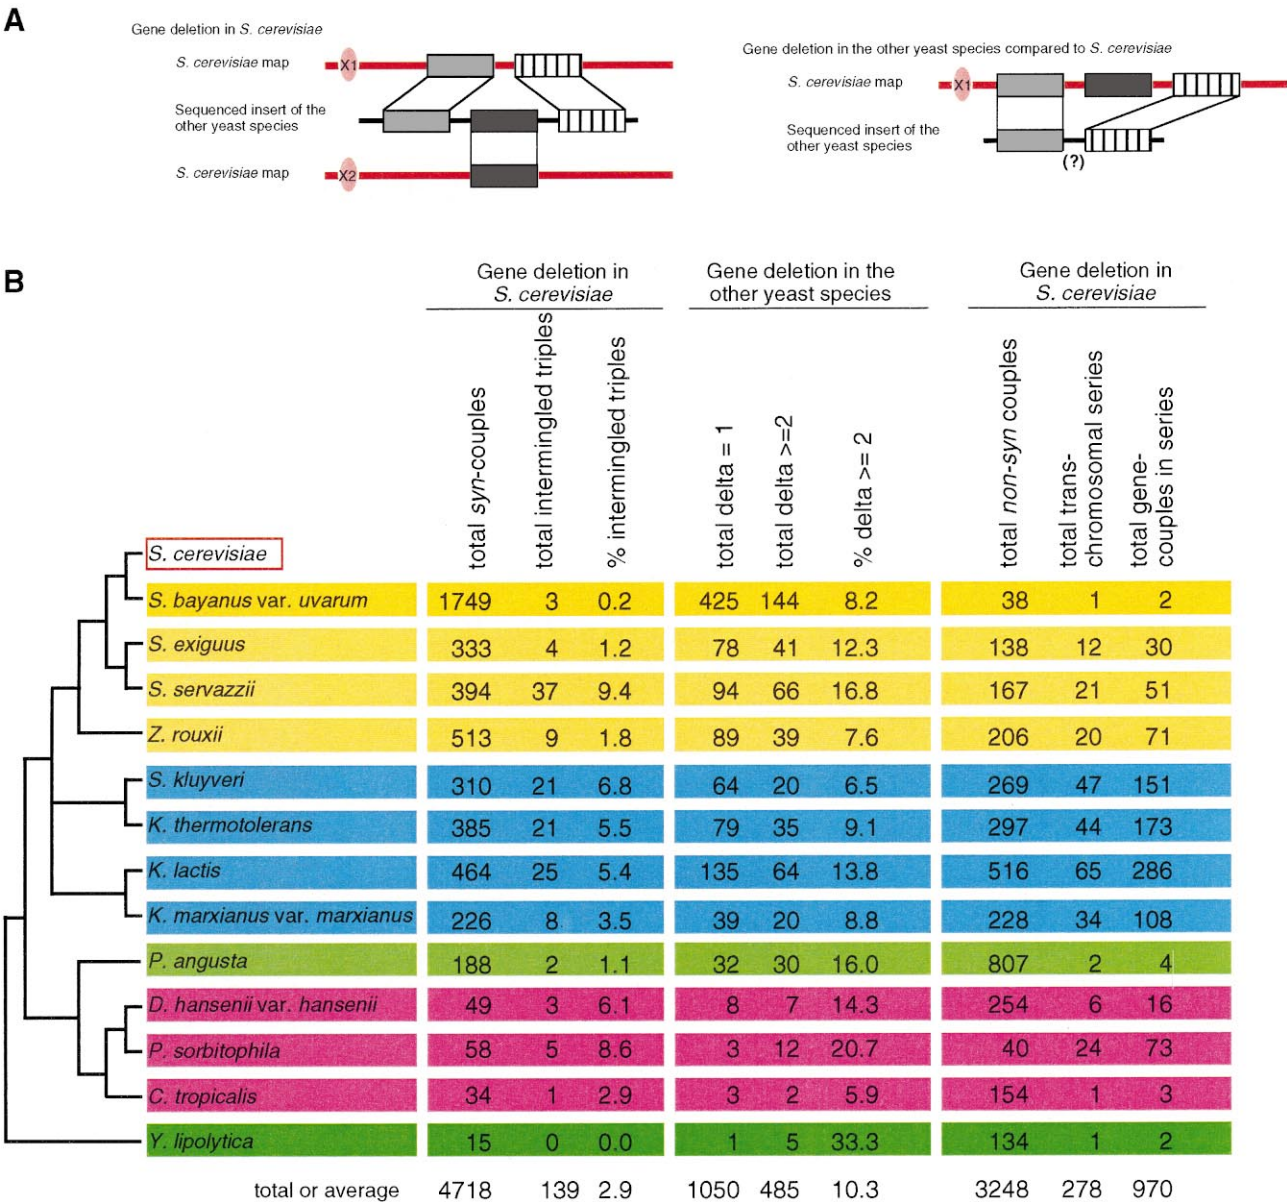 A
Gene deletion in S. cerevisiae
S. cerevisiae map
X1
Sequenced insert of the
other yeast species
S. cerevisiae map
X2
Gene deletion in the other yeast species compared to S. cerevisiae
S. cerevisiae map
X1
Sequenced insert of the
other yeast species
(?)
B
Gene deletion in
S. cerevisiae
Gene deletion in the
other yeast species
Gene deletion in
S. cerevisiae
total syn-couples
total intermingled triples
% intermingled triples
total delta = 1
total delta >=2
% delta >= 2
total non-syn couples
total trans-
chromosomal series
total gene-
couples in series
S. cerevisiae
S. bayanus var. uvarum 1749 3 0.2 425 144 8.2 38 1 2
S. exiguus 333 4 1.2 78 41 12.3 138 12 30
S. servazzii 394 37 9.4 94 66 16.8 167 21 51
Z. rouxii 513 9 1.8 89 39 7.6 206 20 71
S. kluyveri 310 21 6.8 64 20 6.5 269 47 151
K. thermotolerans 385 21 5.5 79 35 9.1 297 44 173
K. lactis 464 25 5.4 135 64 13.8 516 65 286
K. marxianus var. marxianus 226 8 3.5 39 20 8.8 228 34 108
P. angusta 188 2 1.1 32 30 16.0 807 2 4
D. hansenii var. hansenii 49 3 6.1 8 7 14.3 254 6 16
P. sorbitophila 58 5 8.6 3 12 20.7 40 24 73
C. tropicalis 34 1 2.9 3 2 5.9 154 1 3
Y. lipolytica 15 0 0.0 1 5 33.3 134 1 2
total or average 4718 139 2.9 1050 485 10.3 3248 278 970